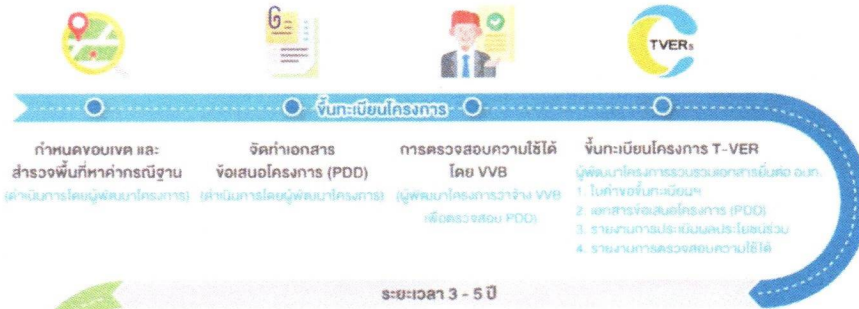 TVERs
ขึ้นทะเบียนโครงการ
กำหนดขอบเขต และ
สำรวจพื้นที่หาค่ากรณีฐาน
(ดำเนินการโดยผู้พัฒนาโครงการ)
จัดทำเอกสาร
ข้อเสนอโครงการ (PDD)
(ดำเนินการโดยผู้พัฒนาโครงการ)
การตรวจสอบความใช้ได้
โดย VVB
(ผู้พัฒนาโครงการว่าจ้าง VVB
เพื่อตรวจสอบ PDD)
ขึ้นทะเบียนโครงการ T-VER
ผู้พัฒนาโครงการรวบรวมเอกสารยื่นต่อ อบก.
1. ใบคำขอขึ้นทะเบียนฯ
2. เอกสารข้อเสนอโครงการ (PDD)
3. รายงานการประเมินผลประโยชน์ร่วม
4. รายงานการตรวจสอบความใช้ได้
ระยะเวลา 3 - 5 ปี